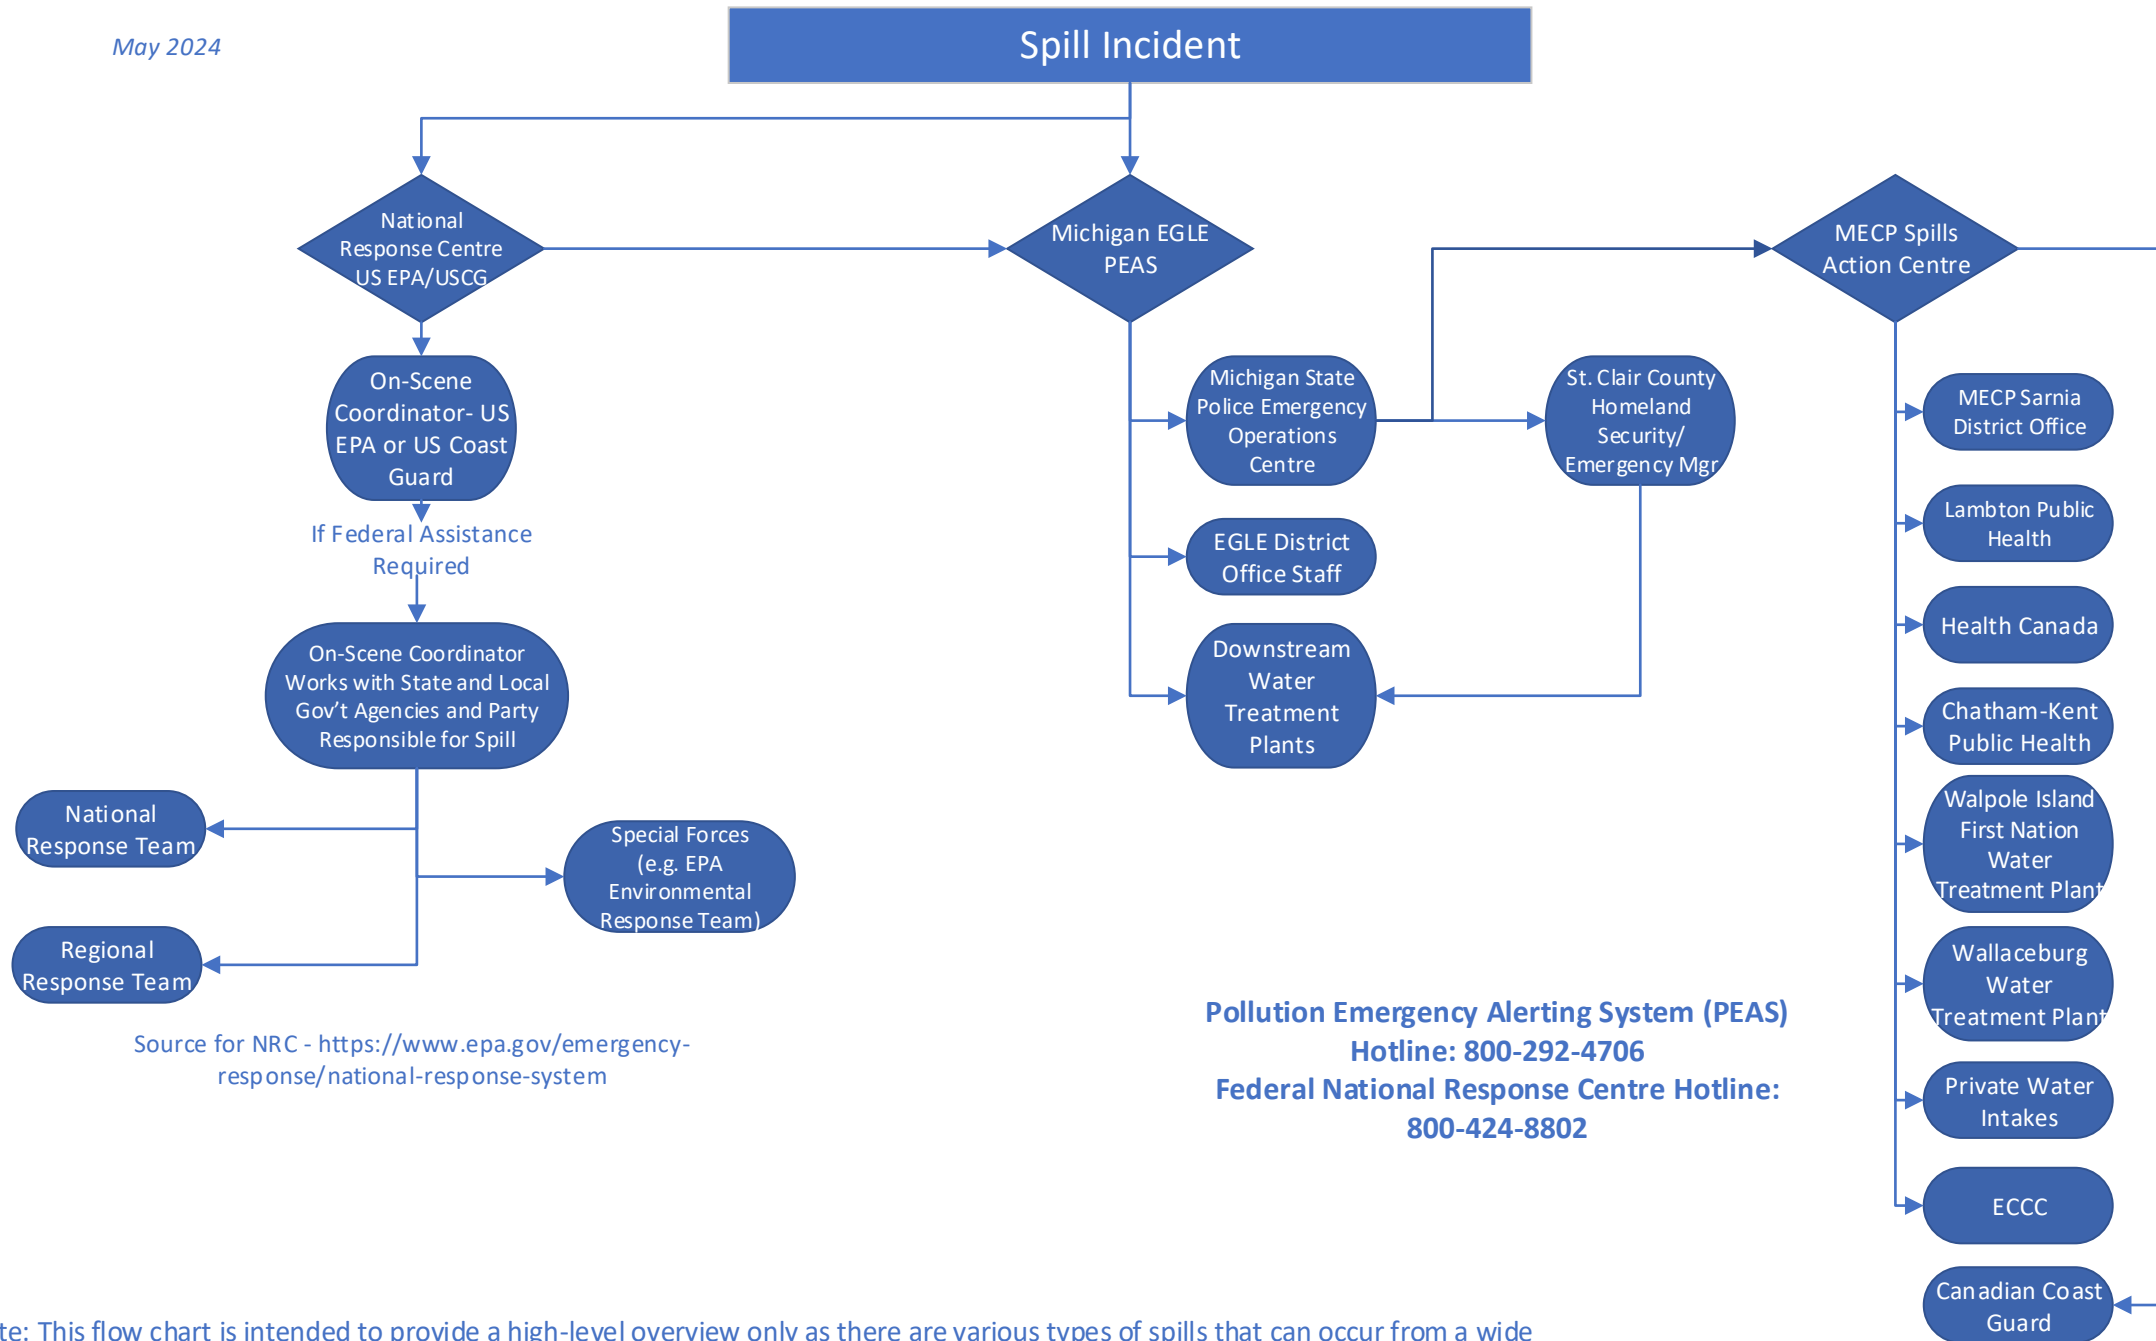 May 2024
Spill Incident
National
Response Centre
US EPA/USCG
Michigan EGLE
PEAS
MECP Spills
Action Centre
On-Scene
Coordinator- US
EPA or US Coast
Guard
If Federal Assistance
Required
On-Scene Coordinator
Works with State and Local
Gov't Agencies and Party
Responsible for Spill
National
Response Team
Special Forces
(e.g. EPA
Environmental
Response Team)
Regional
Response Team
Source for NRC - https://www.epa.gov/emergency-
response/national-response-system
Michigan State
Police Emergency
Operations
Centre
St. Clair County
Homeland
Security/
Emergency Mgr
EGLE District
Office Staff
Downstream
Water
Treatment
Plants
Pollution Emergency Alerting System (PEAS)
Hotline: 800-292-4706
Federal National Response Centre Hotline:
800-424-8802
MECP Sarnia
District Office
Lambton Public
Health
Health Canada
Chatham-Kent
Public Health
Walpole Island
First Nation
Water
Treatment Plant
Wallaceburg
Water
Treatment Plant
Private Water
Intakes
ECCC
Canadian Coast
Guard
te: This flow chart is intended to provide a high-level overview only as there are various types of spills that can occur from a wide